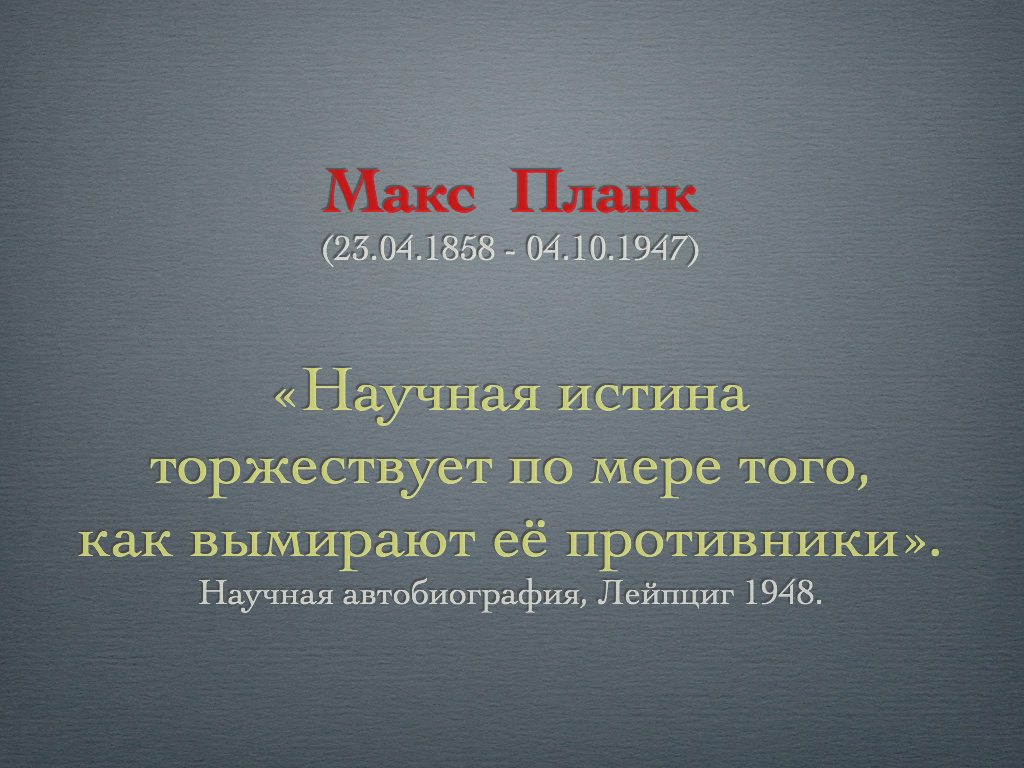 Макс Планк
(23.04.1858 - 04.10.1947)
«Научная истина
торжествует по мере того,
как вымирают её противники».
Научная автобиография, Лейпциг 1948.